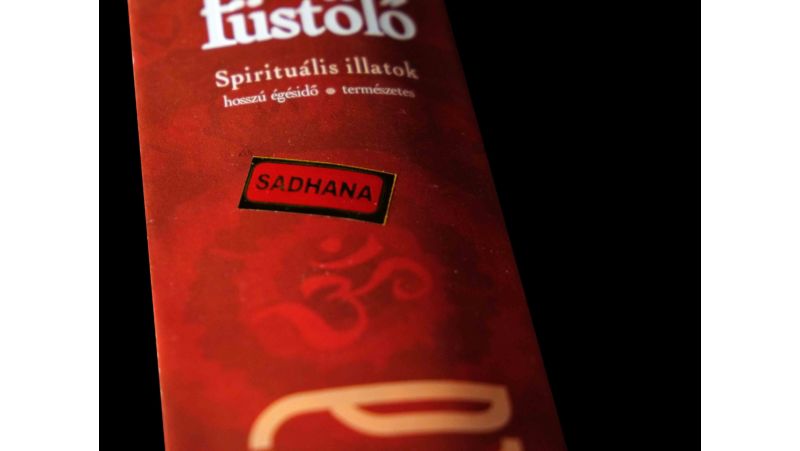 füstölő
Spirituális illatok
hosszú égésidő • természetes
SADHANA
ॐ